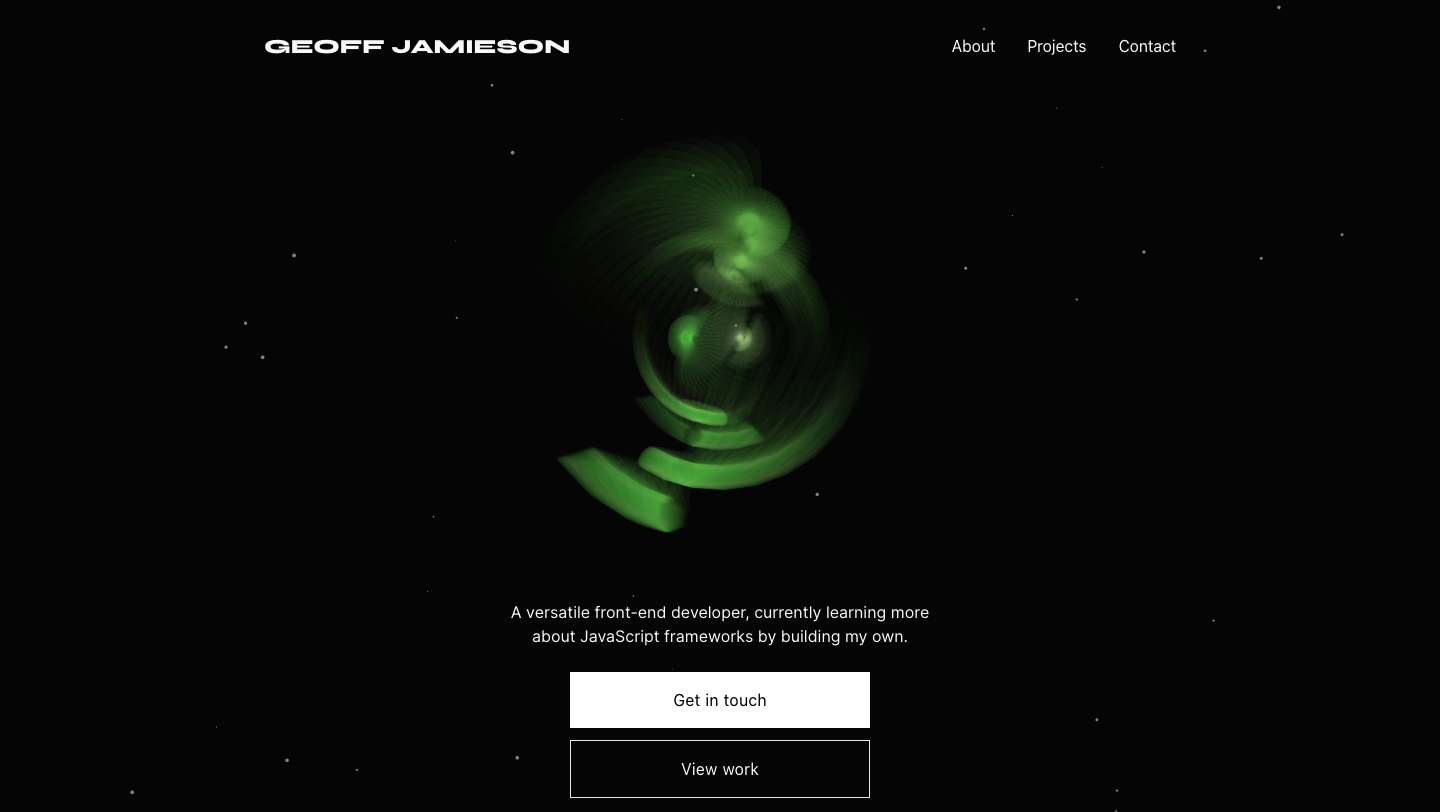 GEOFF JAMIESON
About Projects Contact
A versatile front-end developer, currently learning more
about JavaScript frameworks by building my own.
Get in touch
View work